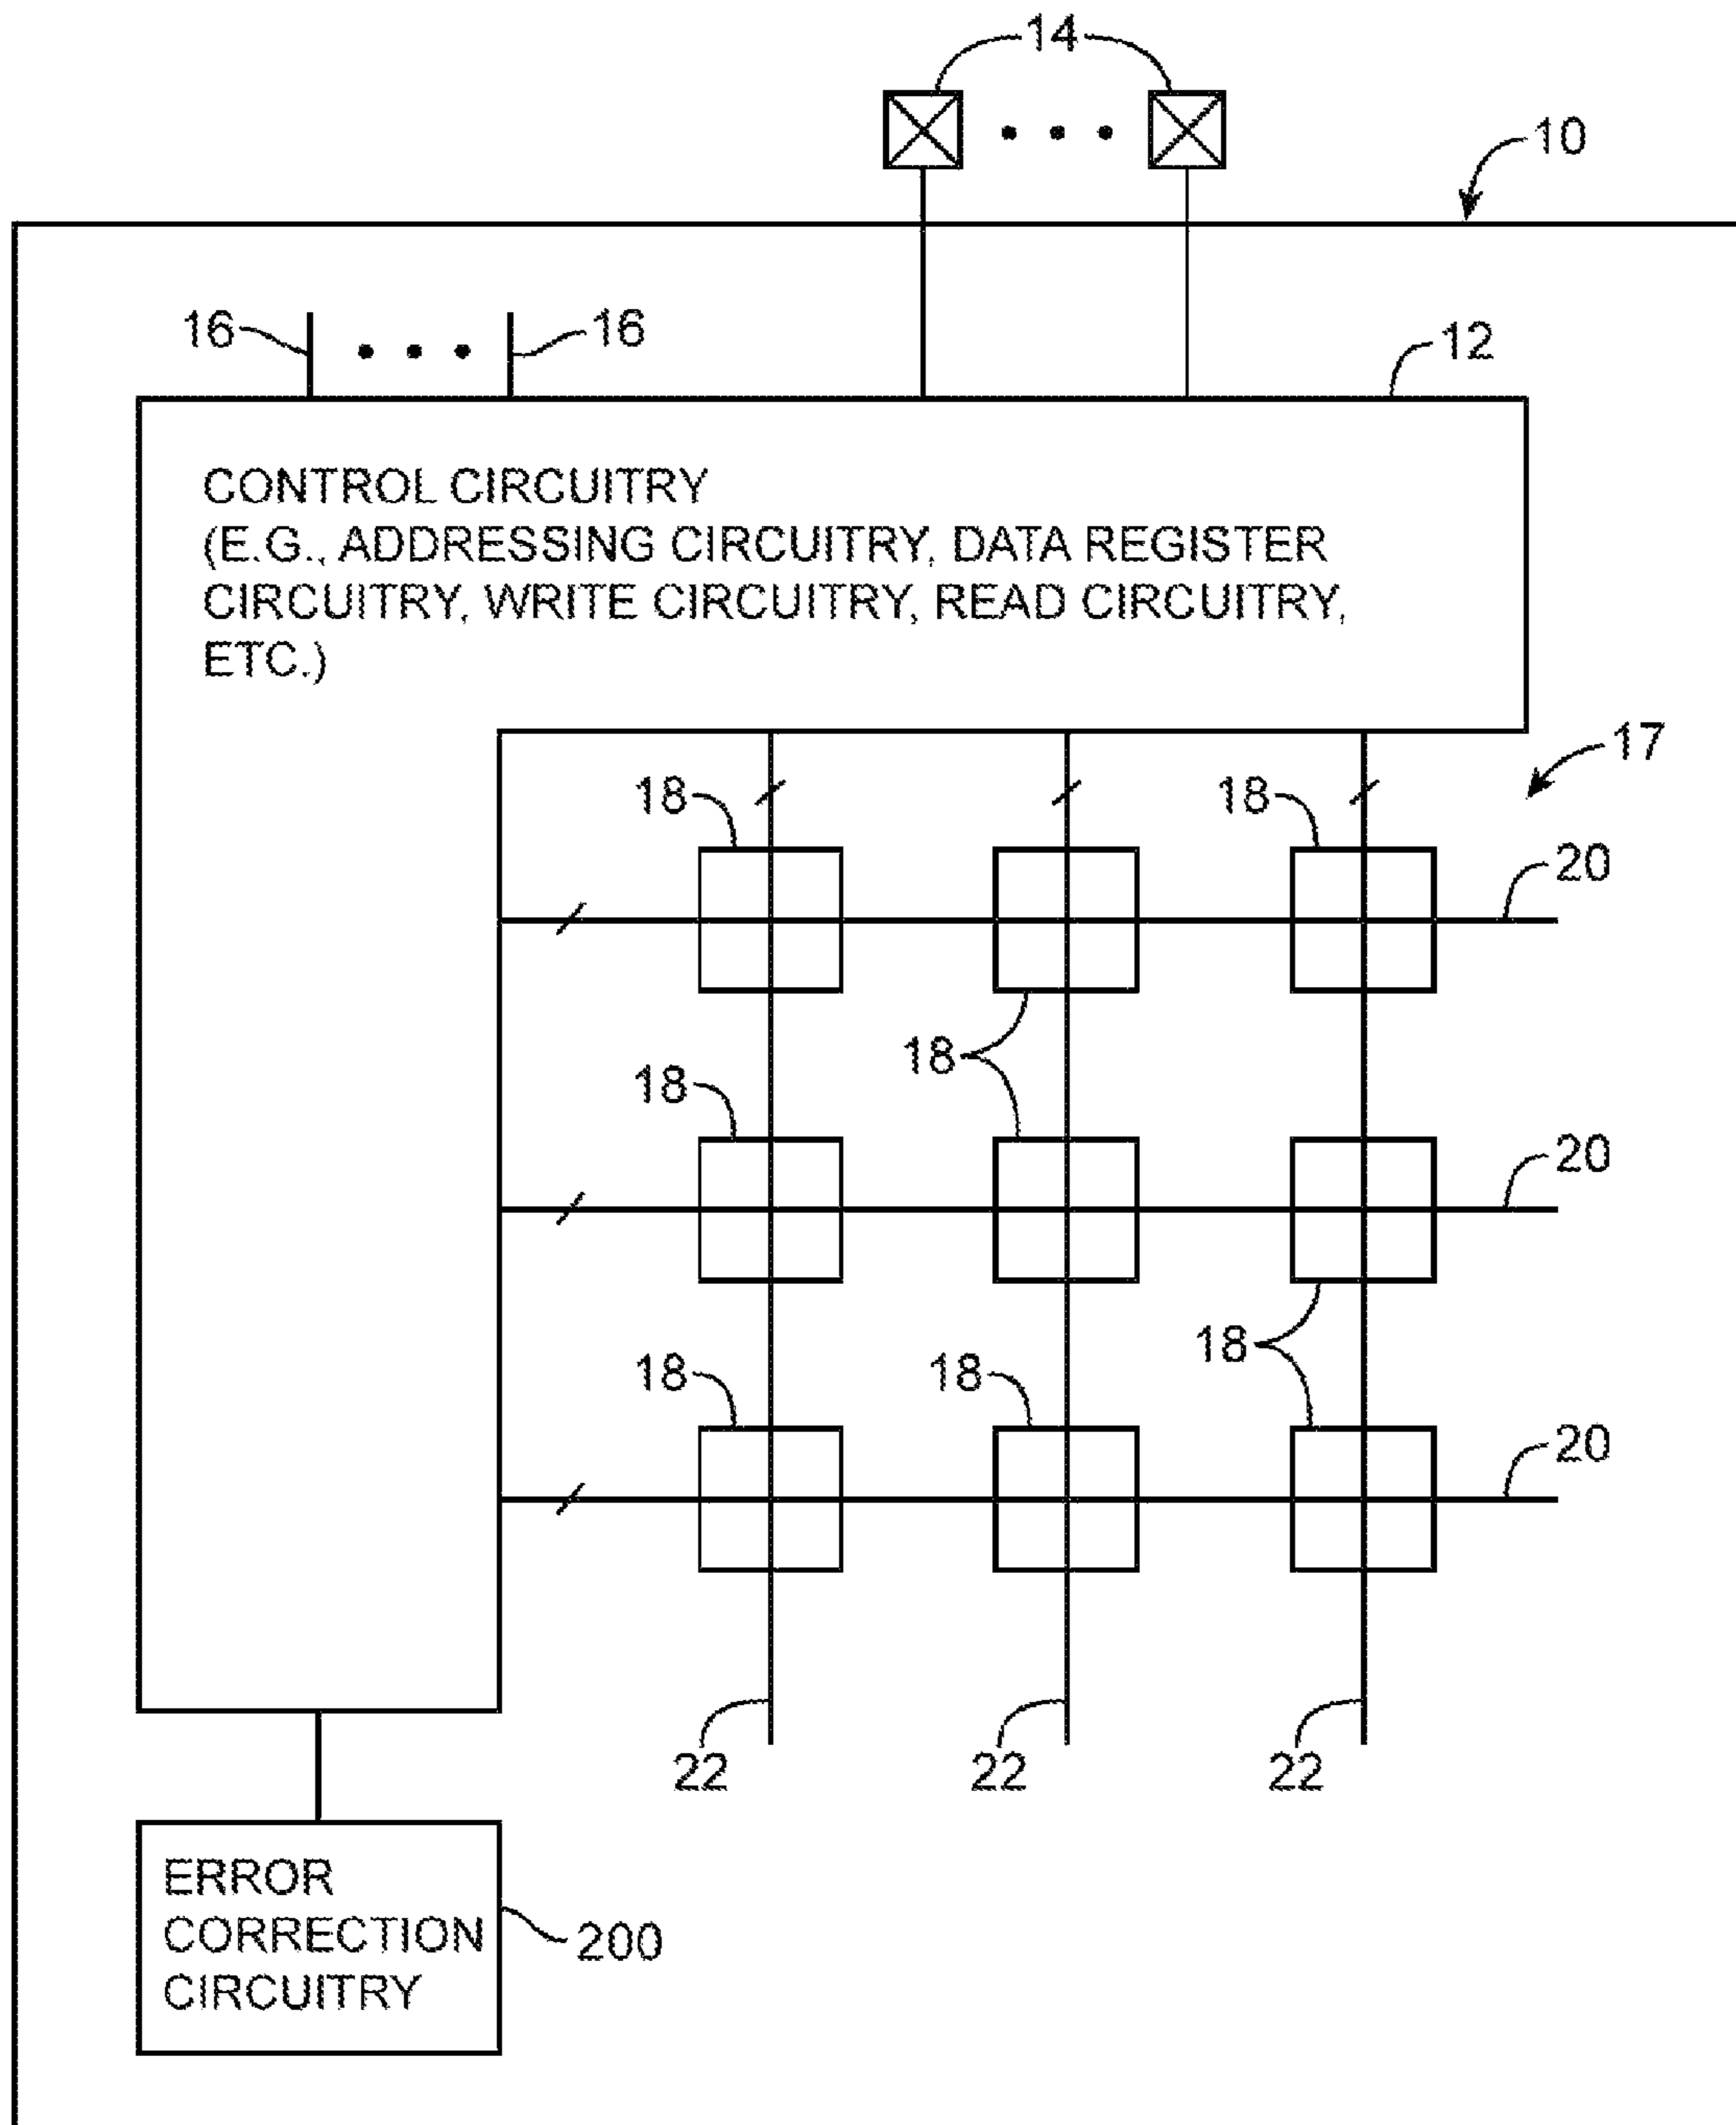 14
10
16
16
12
CONTROL CIRCUITRY
(E.G., ADDRESSING CIRCUITRY, DATA REGISTER
CIRCUITRY, WRITE CIRCUITRY, READ CIRCUITRY,
ETC.)
17
18
18
20
18
18
20
18
18
18
20
22
22
22
ERROR
CORRECTION
CIRCUITRY
200